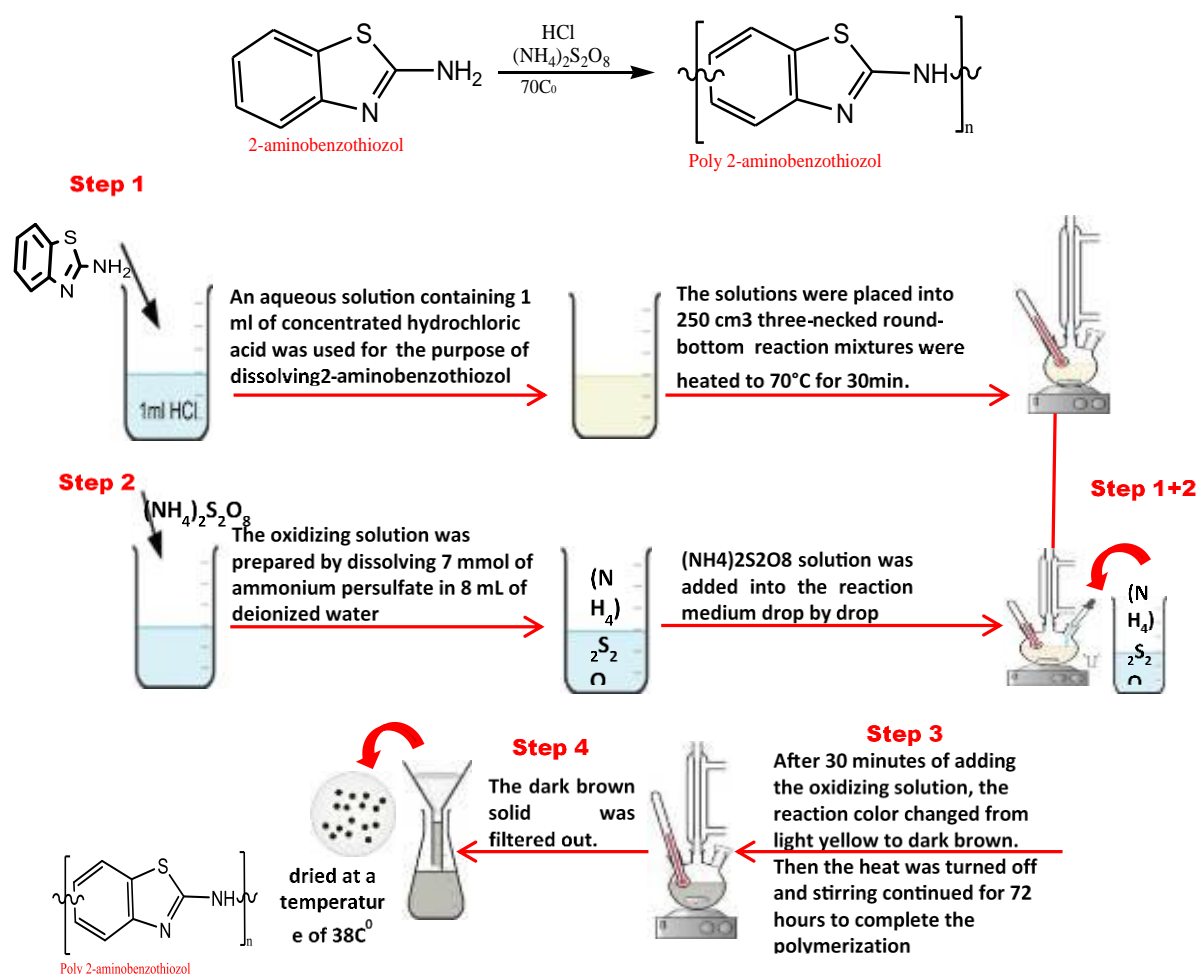 S
N
NH2
HCl
(NH4)2S2O8
70C0
S
N
NH
n
2-aminobenzothiozol
Poly 2-aminobenzothiozol
Step 1
S
N
NH2
1ml HCl.
An aqueous solution containing 1
ml of concentrated hydrochloric
acid was used for the purpose of
dissolving2-aminobenzothiozol
The solutions were placed into
250 cm3 three-necked round-
bottom reaction mixtures were
heated to 70°C for 30min.
Step 2
(NH4)2S2O8
The oxidizing solution was
prepared by dissolving 7 mmol of
ammonium persulfate in 8 mL of
deionized water
(N
H4)
2S2
O
(NH4)2S2O8 solution was
added into the reaction
medium drop by drop
Step 1+2
(N
H4)
2S2
O
Step 3
After 30 minutes of adding
the oxidizing solution, the
reaction color changed from
light yellow to dark brown.
Then the heat was turned off
and stirring continued for 72
hours to complete the
polymerization
Step 4
The dark brown
solid was
filtered out.
dried at a
temperatur
e of 38C0
S
N
NH
n
Poly 2-aminobenzothiozol